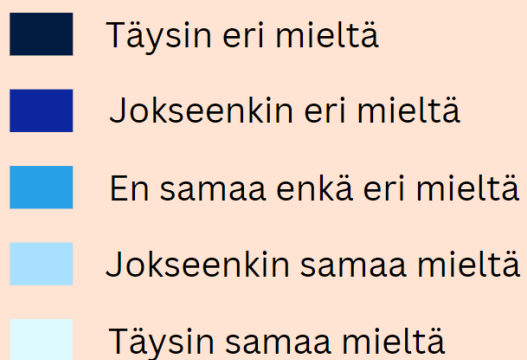 Täysin eri mieltä
Jokseenkin eri mieltä
En samaa enkä eri mieltä
Jokseenkin samaa mieltä
Täysin samaa mieltä